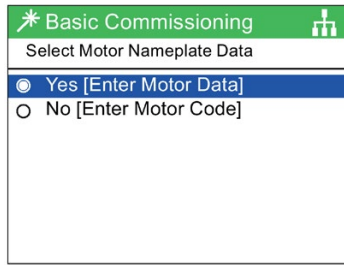 Basic Commissioning
Select Motor Nameplate Data
Yes [Enter Motor Data]
No [Enter Motor Code]